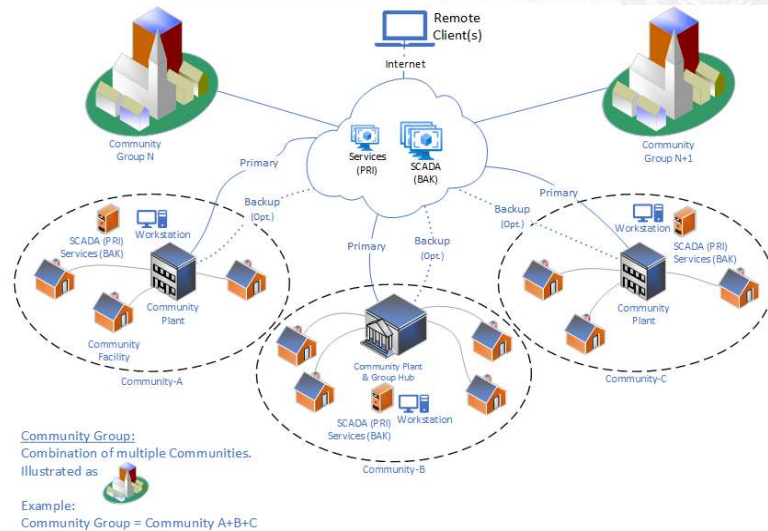 Remote
Client(s)
Internet
Community
Group N
Community
Group N+1
Services
(PRI)
SCADA
(BAK)
Primary
Backup
(Opt.)
Primary
Backup
(Opt.)
Backup
(Opt.)
Primary
SCADA (PRI)
Services (BAK)
Workstation
Community
Plant
Community
Facility
Community-A
Community Plant
& Group Hub
SCADA (PRI)
Services (BAK)
Workstation
Community-B
Workstation
SCADA (PRI)
Services (BAK)
Community
Plant
Community-C
Community Group:
Combination of multiple Communities.
Illustrated as
Example:
Community Group = Community A+B+C